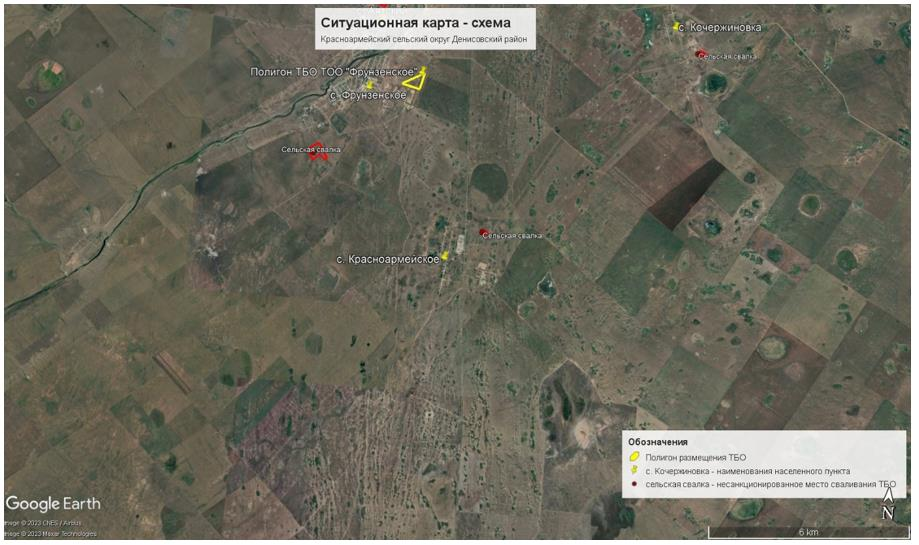 Ситуационная карта - схема
Красноармейский сельский округ Денисовский район
с. Кочержиновка
Сельская свалка
Полигон ТБО ТОО "Фрунзенское"
с. Фрунзенское
Сельская свалка
Сельская свалка
с. Красноармейское
Обозначения
Полигон размещения ТБО
с. Кочержиновка - наименования населенного пункта
сельская свалка - несанкционированное место сваливания ТБО
Google Earth
Image © 2023 CNES / Airbus
Image © 2023 Maxar Technologies
N
6 km